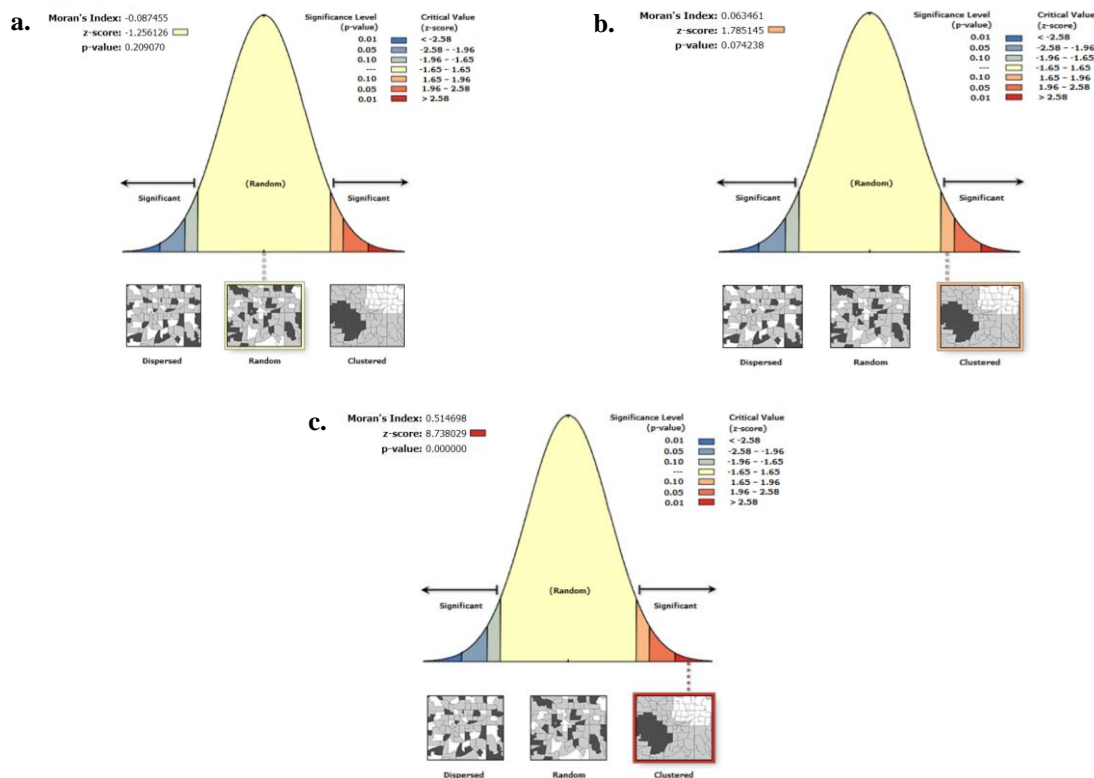 a.
Moran's Index: -0.087455
z-score: -1.256126
p-value: 0.209070
Significance Level (p-value) Critical Value (z-score)
0.01 < -2.58
0.05 -2.58 – -1.96
0.10 -1.96 – -1.65
--- -1.65 – 1.65
0.10 1.65 – 1.96
0.05 1.96 – 2.58
0.01 > 2.58
(Random)
Significant Significant
Dispersed Random Clustered
b.
Moran's Index: 0.063461
z-score: 1.785145
p-value: 0.074238
Significance Level (p-value) Critical Value (z-score)
0.01 < -2.58
0.05 -2.58 – -1.96
0.10 -1.96 – -1.65
--- -1.65 – 1.65
0.10 1.65 – 1.96
0.05 1.96 – 2.58
0.01 > 2.58
(Random)
Significant Significant
Dispersed Random Clustered
c.
Moran's Index: 0.514698
z-score: 8.738029
p-value: 0.000000
Significance Level (p-value) Critical Value (z-score)
0.01 < -2.58
0.05 -2.58 – -1.96
0.10 -1.96 – -1.65
--- -1.65 – 1.65
0.10 1.65 – 1.96
0.05 1.96 – 2.58
0.01 > 2.58
(Random)
Significant Significant
Dispersed Random Clustered